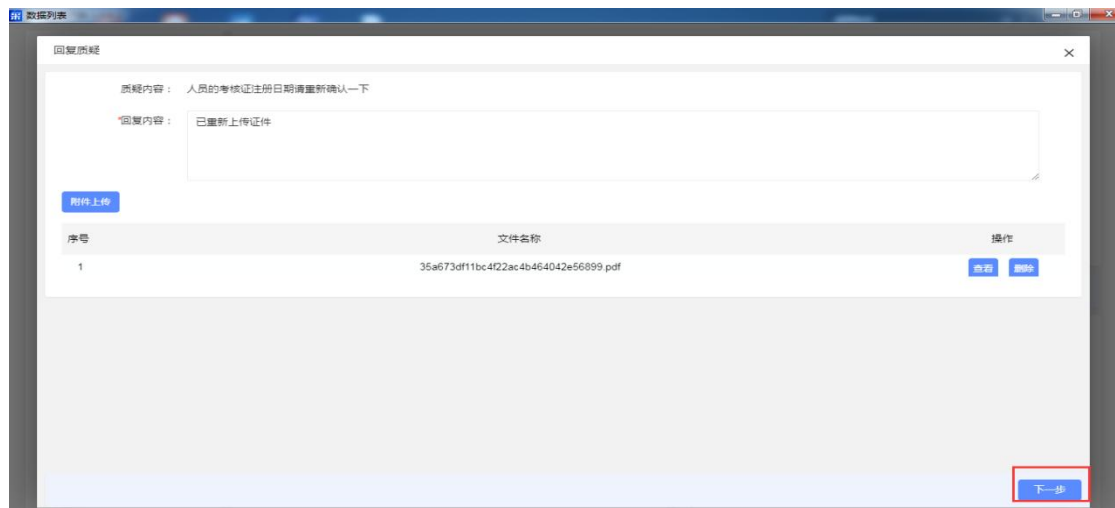 数据列表
回复质疑
质疑内容： 人员的考核证注册日期请重新确认一下
*回复内容： 已重新上传证件
附件上传
序号 文件名称 操作
1 35a673df11bc4f22ac4b464042e56899.pdf 查看 删除
下一步